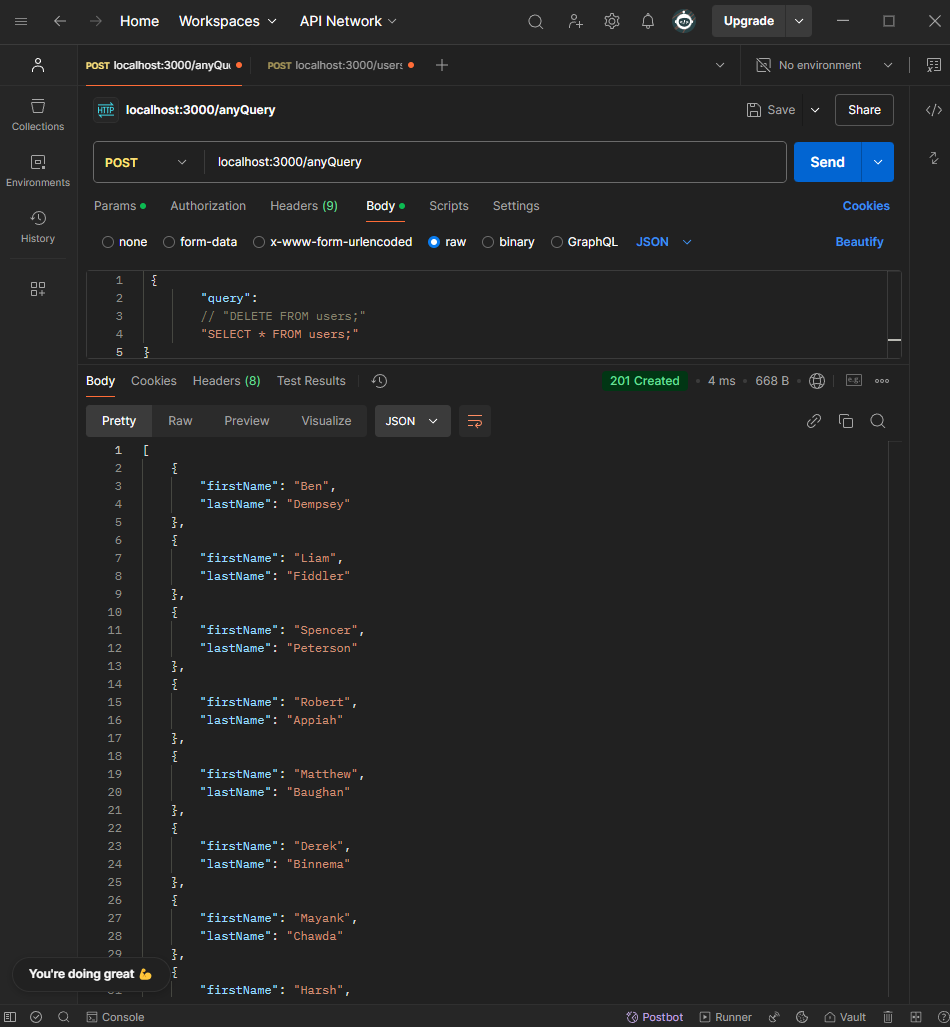 Home Workspaces API Network Upgrade
POST localhost:3000/anyQu POST localhost:3000/users No environment
HTTP localhost:3000/anyQuery Save Share
Collections
POST localhost:3000/anyQuery Send
Environments
Params Authorization Headers (9) Body Scripts Settings Cookies
History
none form-data x-www-form-urlencoded raw binary GraphQL JSON Beautify
1 {
2 "query":
3 // "DELETE FROM users;"
4 "SELECT * FROM users;"
5 }
Body Cookies Headers (8) Test Results 201 Created 4 ms 668 B e.g.
Pretty Raw Preview Visualize JSON
1 [
2 {
3 "firstName": "Ben",
4 "lastName": "Dempsey"
5 },
6 {
7 "firstName": "Liam",
8 "lastName": "Fiddler"
9 },
10 {
11 "firstName": "Spencer",
12 "lastName": "Peterson"
13 },
14 {
15 "firstName": "Robert",
16 "lastName": "Appiah"
17 },
18 {
19 "firstName": "Matthew",
20 "lastName": "Baughan"
21 },
22 {
23 "firstName": "Derek",
24 "lastName": "Binnema"
25 },
26 {
27 "firstName": "Mayank",
28 "lastName": "Chawda"
29 },
You're doing great 💪 {
"firstName": "Harsh",
Console Postbot Runner Vault